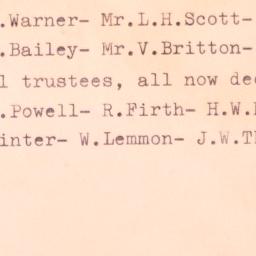 .Warner- Mr.L.H.Scott-
.Bailey- Mr.V.Britton-
l trustees, all now dec
.Powell- R.Firth- H.W.
inter- W.Lemmon- J.W.T